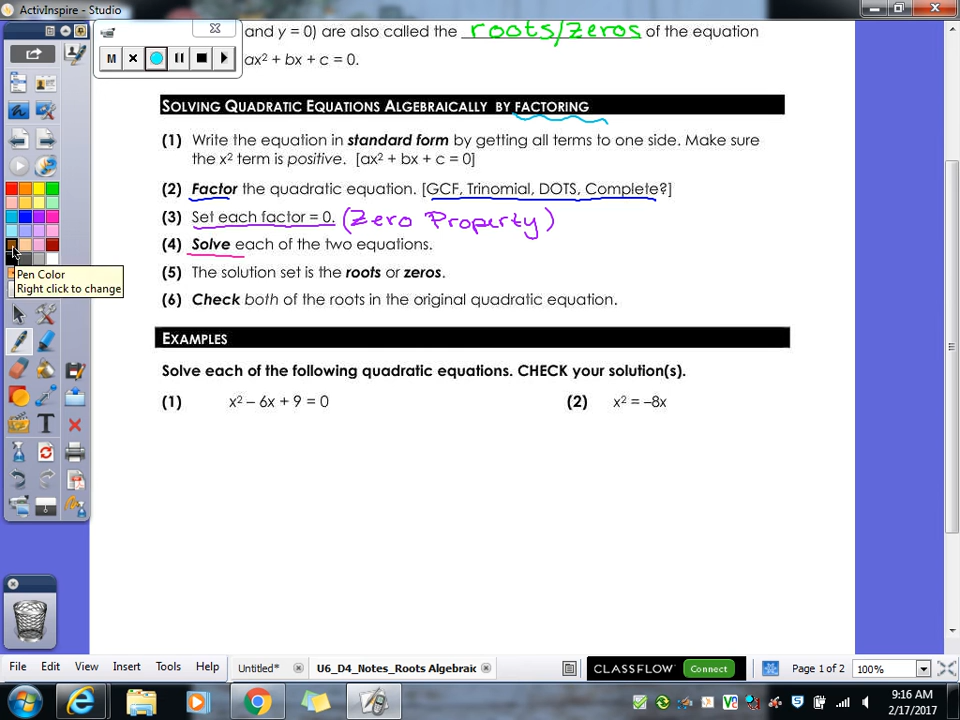 ActivInspire - Studio
and y = 0) are also called the roots/zeros of the equation
M
ax² + bx + c = 0.
SOLVING QUADRATIC EQUATIONS ALGEBRAICALLY BY FACTORING
(1) Write the equation in standard form by getting all terms to one side. Make sure
the x² term is positive. [ax² + bx + c = 0]
(2) Factor the quadratic equation. [GCF, Trinomial, DOTS, Complete?]
(3) Set each factor = 0. (Zero Property)
(4) Solve each of the two equations.
(5) The solution set is the roots or zeros.
(6) Check both of the roots in the original quadratic equation.
Pen Color
Right click to change
EXAMPLES
Solve each of the following quadratic equations. CHECK your solution(s).
(1) x² – 6x + 9 = 0 (2) x² = –8x
File Edit View Insert Tools Help Untitled* U6_D4_Notes_Roots Algebraic CLASSFLOW Connect Page 1 of 2 100%
9:16 AM
2/17/2017